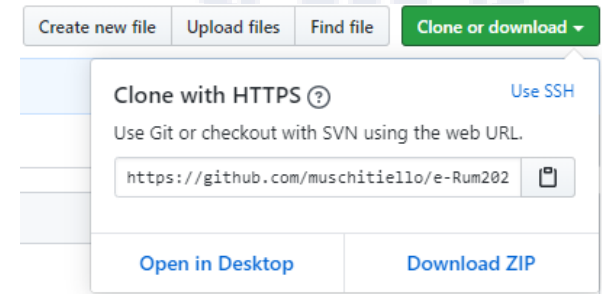 Create new file Upload files Find file Clone or download
Clone with HTTPS ? Use SSH
Use Git or checkout with SVN using the web URL.
https://github.com/muschitiello/e-Rum202
Open in Desktop Download ZIP